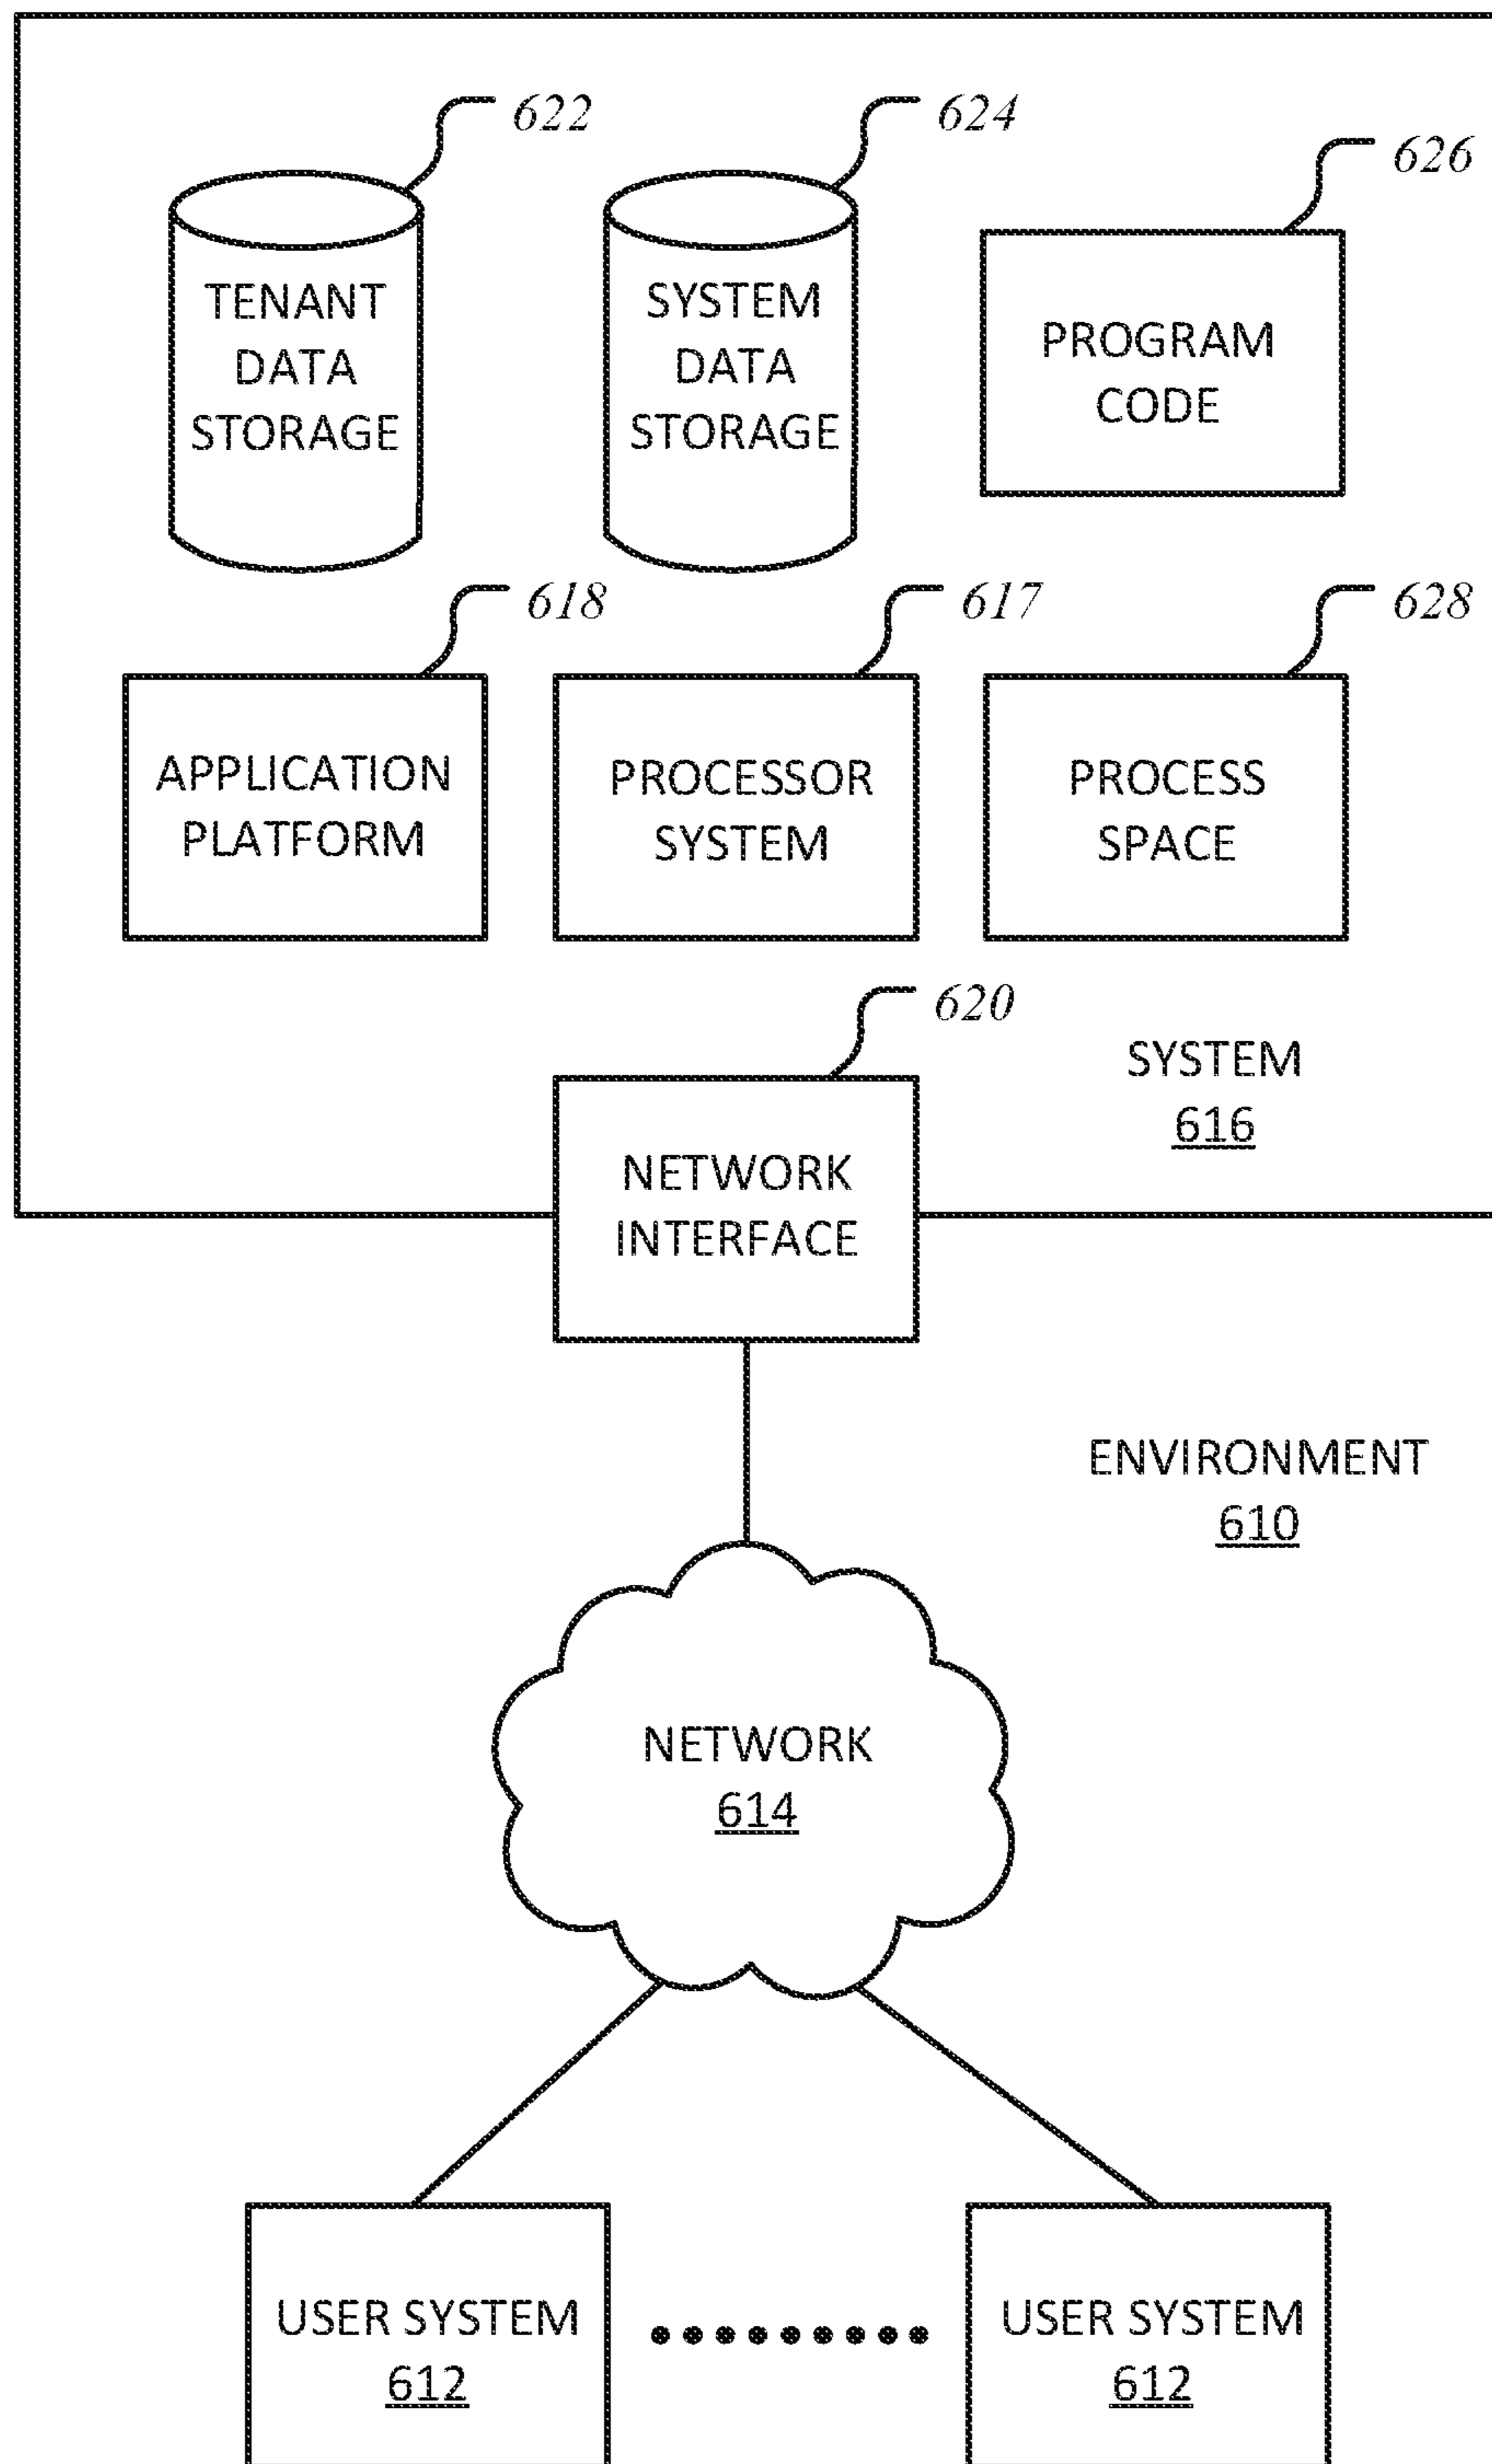 622
624
626
TENANT
DATA
STORAGE
SYSTEM
DATA
STORAGE
PROGRAM
CODE
618
617
628
APPLICATION
PLATFORM
PROCESSOR
SYSTEM
PROCESS
SPACE
620
SYSTEM
616
NETWORK
INTERFACE
ENVIRONMENT
610
NETWORK
614
USER SYSTEM
612
USER SYSTEM
612